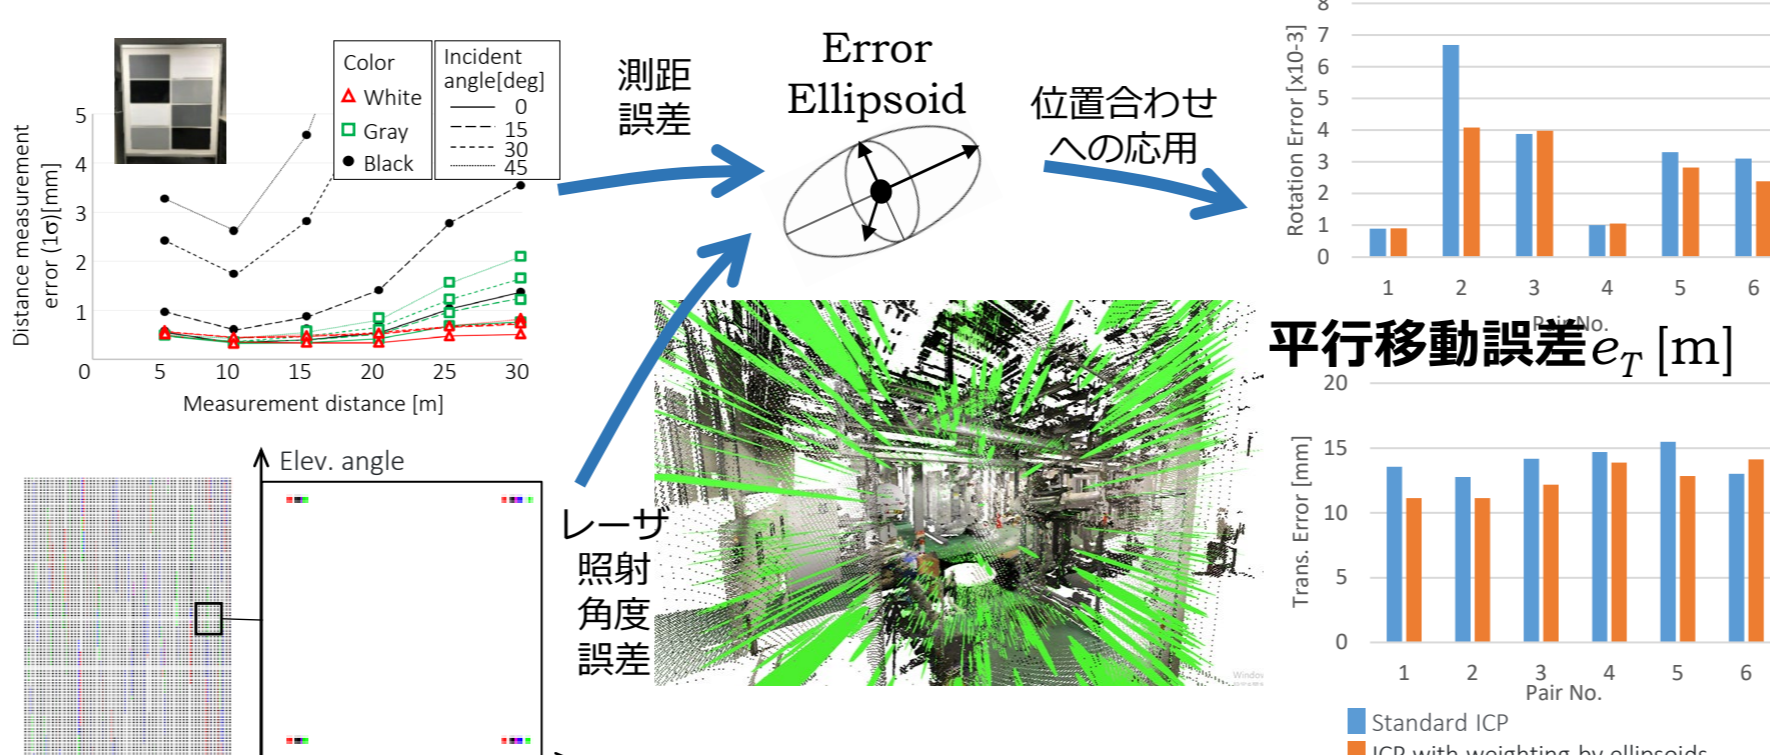 Color
White
Gray
Black
Incident
angle[deg]
0
15
30
45
Distance measurement
error (1σ)[mm]
5
4
3
2
1
0
5
10
15
20
25
30
Measurement distance [m]
測距
誤差
Error
Ellipsoid
位置合わせ
への応用
Elev. angle
レーザ
照射
角度
誤差
Rotation Error [x10-3]
8
7
6
5
4
3
2
1
0
1
2
3
4
5
6
Pair No.
平行移動誤差e_T [m]
Trans. Error [mm]
20
15
10
5
0
1
2
3
4
5
6
Pair No.
Standard ICP
ICP with weighting by ellipsoids